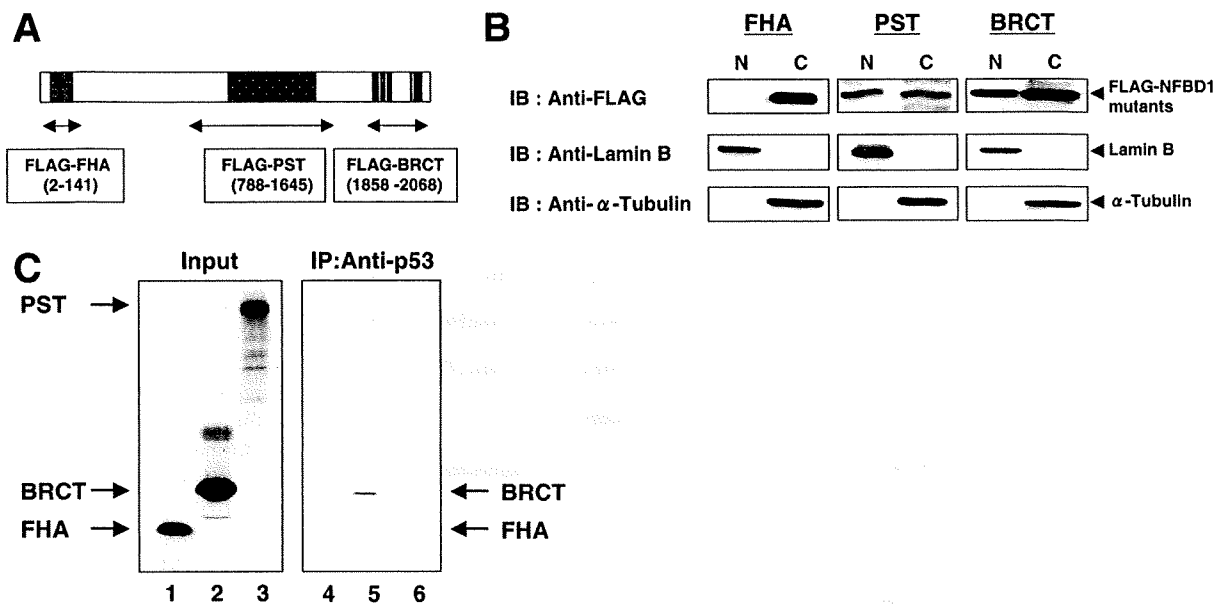 A
FLAG-FHA
(2-141)
FLAG-PST
(788-1645)
FLAG-BRCT
(1858 -2068)
B
FHA PST BRCT
N C N C N C
IB : Anti-FLAG
FLAG-NFBD1
mutants
IB : Anti-Lamin B
Lamin B
IB : Anti- α-Tubulin
α-Tubulin
C
Input IP:Anti-p53
PST
BRCT BRCT
FHA FHA
1 2 3 4 5 6